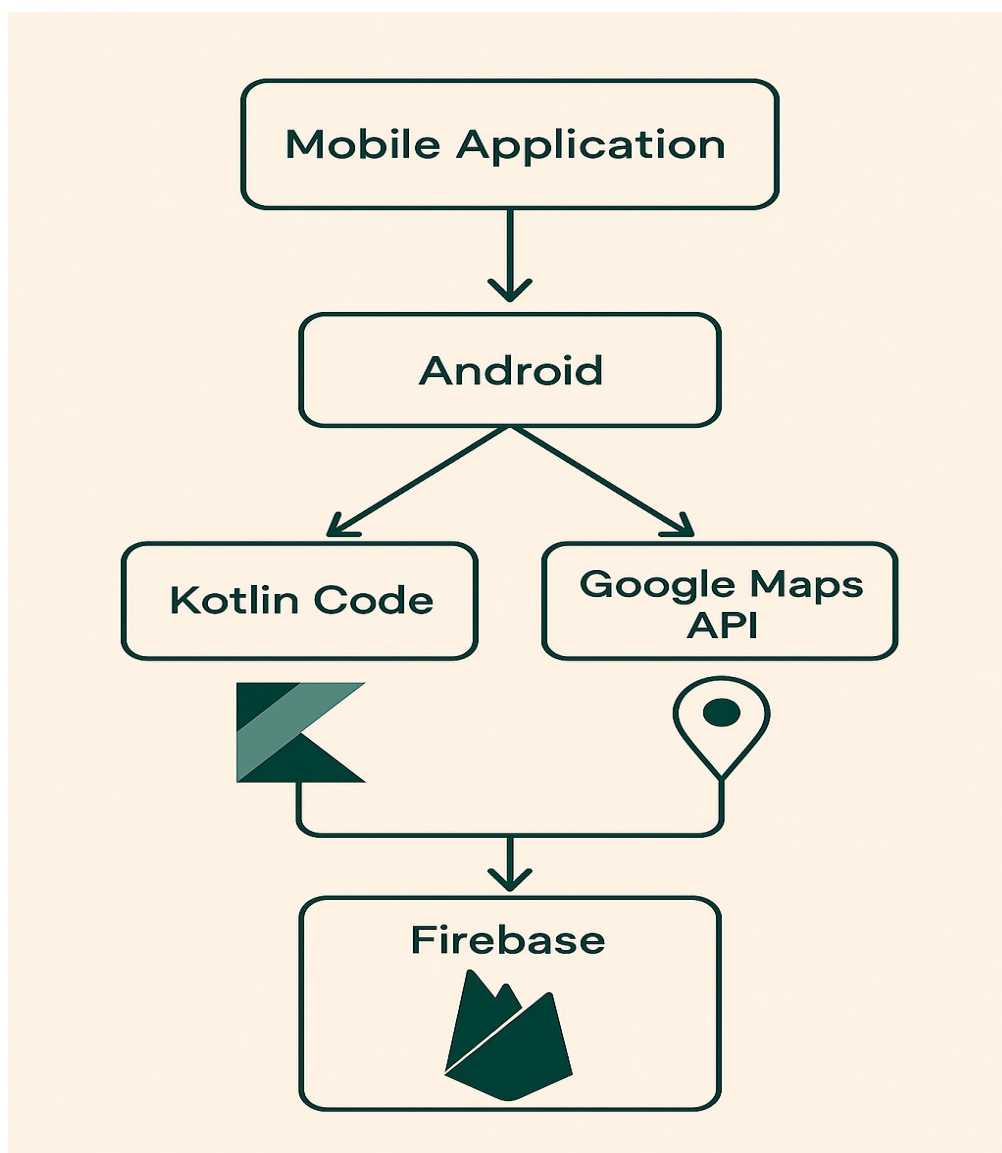 Mobile Application
Android
Kotlin Code
Google Maps
API
Firebase